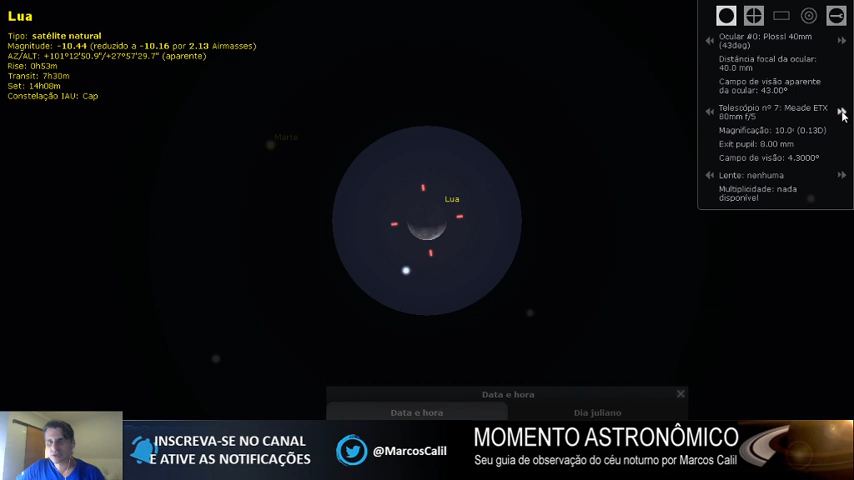 Lua
Tipo: satélite natural
Magnitude: -10.44 (reduzido a -10.16 por 2.13 Airmasses)
AZ/ALT: +101°12'50.9"/+27°57'29.7" (aparente)
Rise: 0h53m
Transit: 7h30m
Set: 14h08m
Constelação IAU: Cap
Ocular #0: Plossl 40mm
(43deg)
Distância focal da ocular:
40.0 mm
Campo de visão aparente
da ocular: 43.00°
Telescópio nº 7: Meade ETX
80mm f/5
Magnificação: 10.0× (0.13D)
Exit pupil: 8.00 mm
Campo de visão: 4.3000°
Lente: nenhuma
Multiplicidade: nada
disponível
Marte
Lua
Data e hora
Data e hora
Dia juliano
INSCREVA-SE NO CANAL
E ATIVE AS NOTIFICAÇÕES
@MarcosCalil
MOMENTO ASTRONÔMICO
Seu guia de observação do céu noturno por Marcos Calil